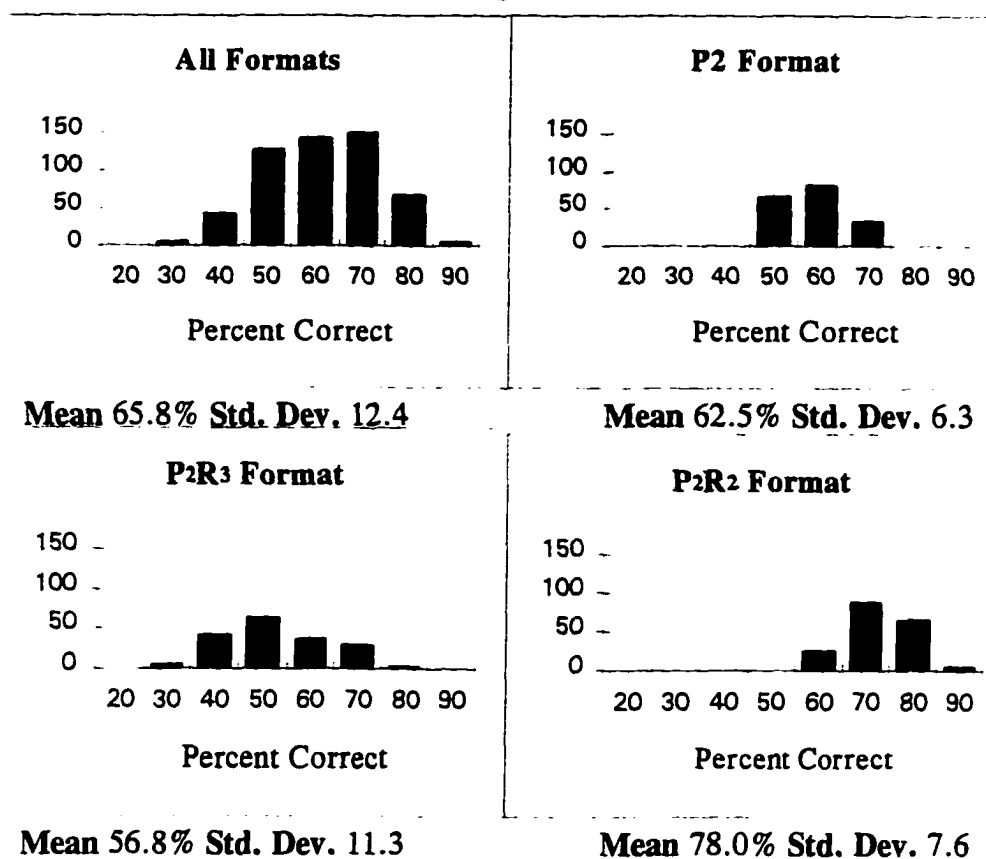 All Formats
150
100
50
0
20 30 40 50 60 70 80 90
Percent Correct
Mean 65.8% Std. Dev. 12.4
P2 Format
150
100
50
0
20 30 40 50 60 70 80 90
Percent Correct
Mean 62.5% Std. Dev. 6.3
P2R3 Format
150
100
50
0
20 30 40 50 60 70 80 90
Percent Correct
Mean 56.8% Std. Dev. 11.3
P2R2 Format
150
100
50
0
20 30 40 50 60 70 80 90
Percent Correct
Mean 78.0% Std. Dev. 7.6